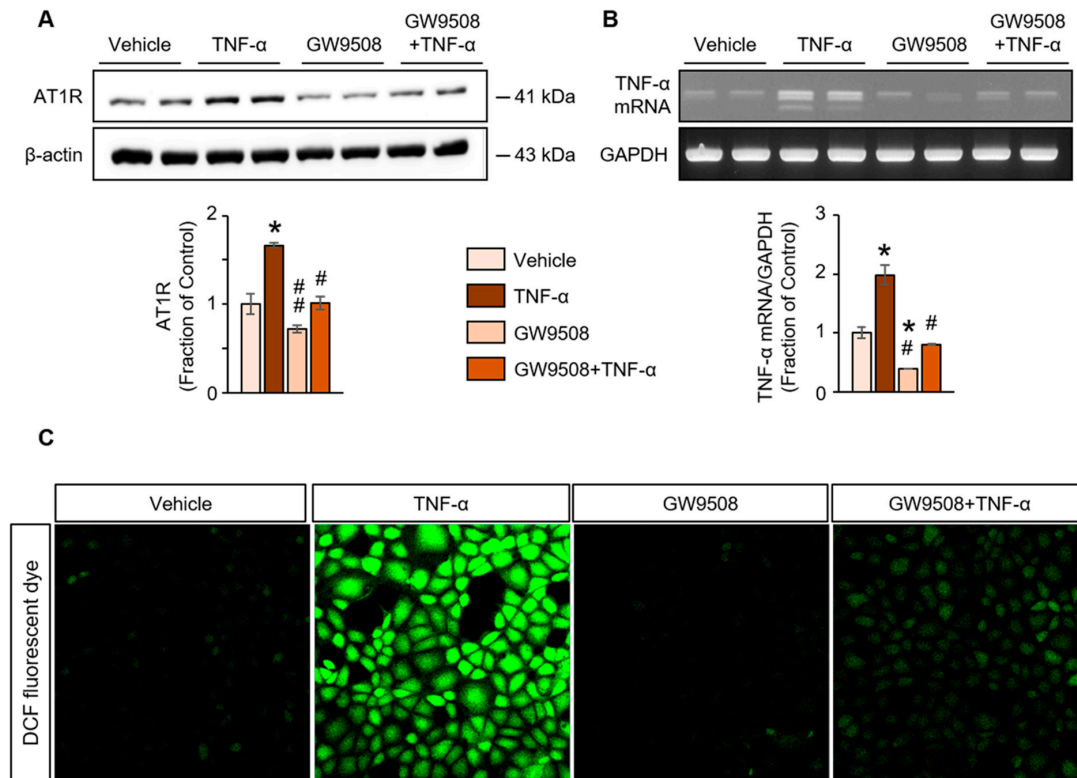 A
Vehicle TNF-α GW9508 GW9508
+TNF-α
AT1R
41 kDa
β-actin
43 kDa
AT1R
(Fraction of Control)
2
1
0
*
#
#
#
Vehicle
TNF-α
GW9508
GW9508+TNF-α
B
Vehicle TNF-α GW9508 GW9508
+TNF-α
TNF-α
mRNA
GAPDH
TNF-α mRNA/GAPDH
(Fraction of Control)
3
2
1
0
*
*
#
#
C
Vehicle TNF-α GW9508 GW9508+TNF-α
DCF fluorescent dye